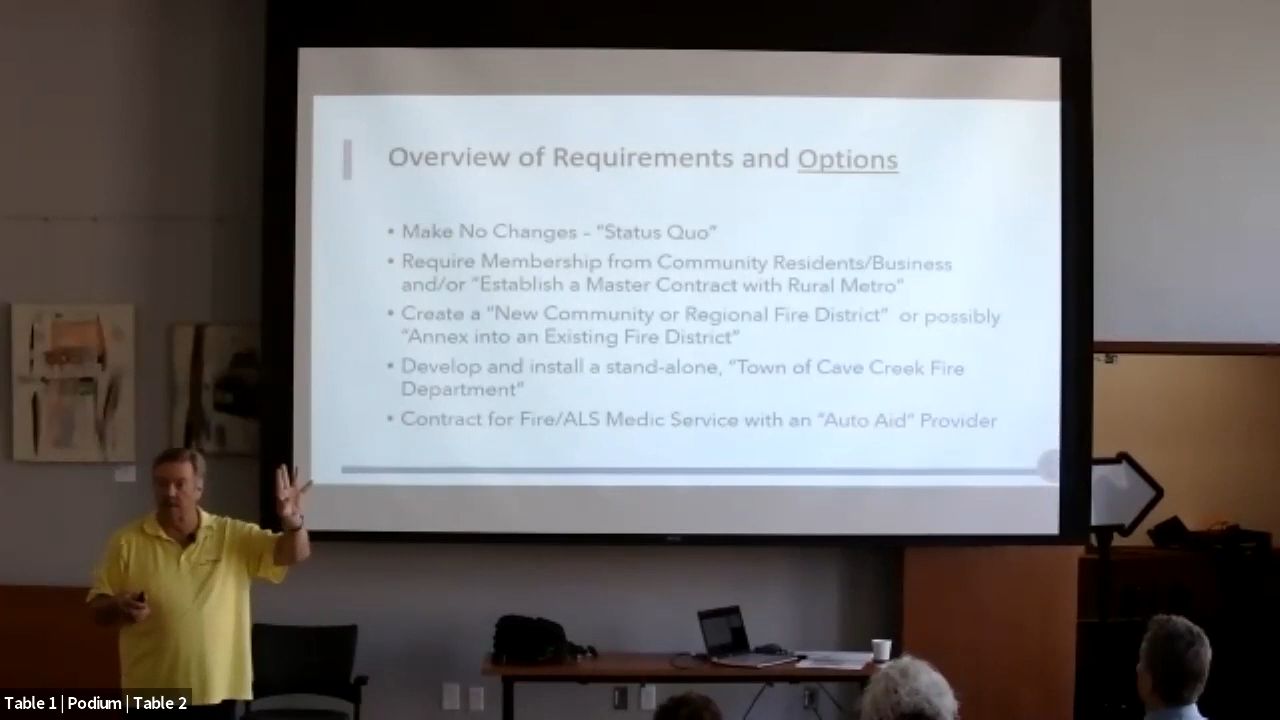 Overview of Requirements and Options
• Make No Changes - "Status Quo"
• Require Membership from Community Residents/Business
and/or "Establish a Master Contract with Rural Metro"
• Create a "New Community or Regional Fire District" or possibly
"Annex into an Existing Fire District"
• Develop and install a stand-alone, "Town of Cave Creek Fire
Department"
• Contract for Fire/ALS Medic Service with an "Auto Aid" Provider
Table 1 | Podium | Table 2